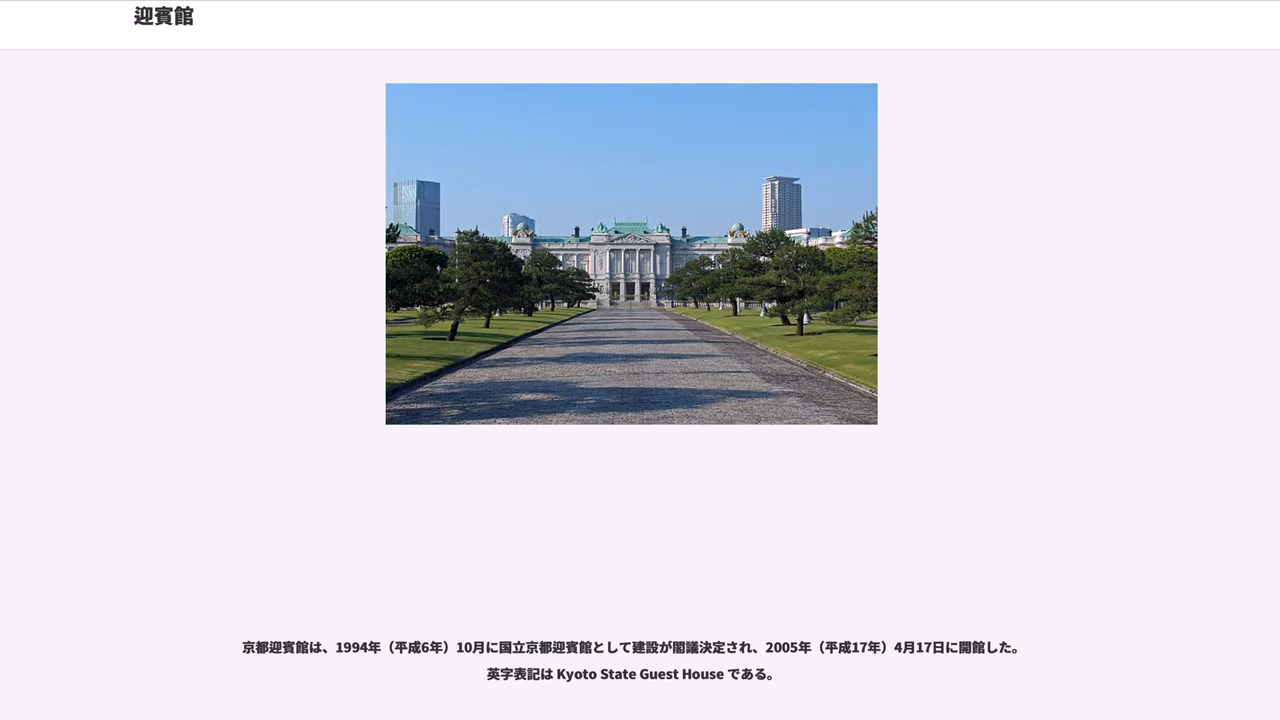 迎賓館
京都迎賓館は、1994年（平成6年）10月に国立京都迎賓館として建設が閣議決定され、2005年（平成17年）4月17日に開館した。
英字表記は Kyoto State Guest House である。